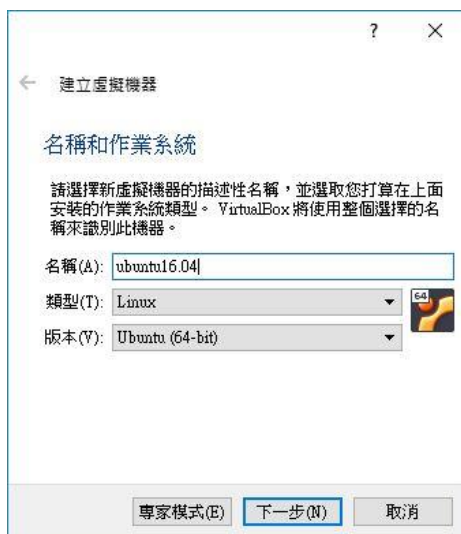 ?
建立虛擬機器
名稱和作業系統
請選擇新虛擬機器的描述性名稱，並選取您打算在上面
安裝的作業系統類型。 VirtualBox 將使用整個選擇的名
稱來識別此機器。
名稱(A): ubuntu16.04
類型(T): Linux 64
版本(V): Ubuntu (64-bit)
專家模式(E) 下一步(N) 取消